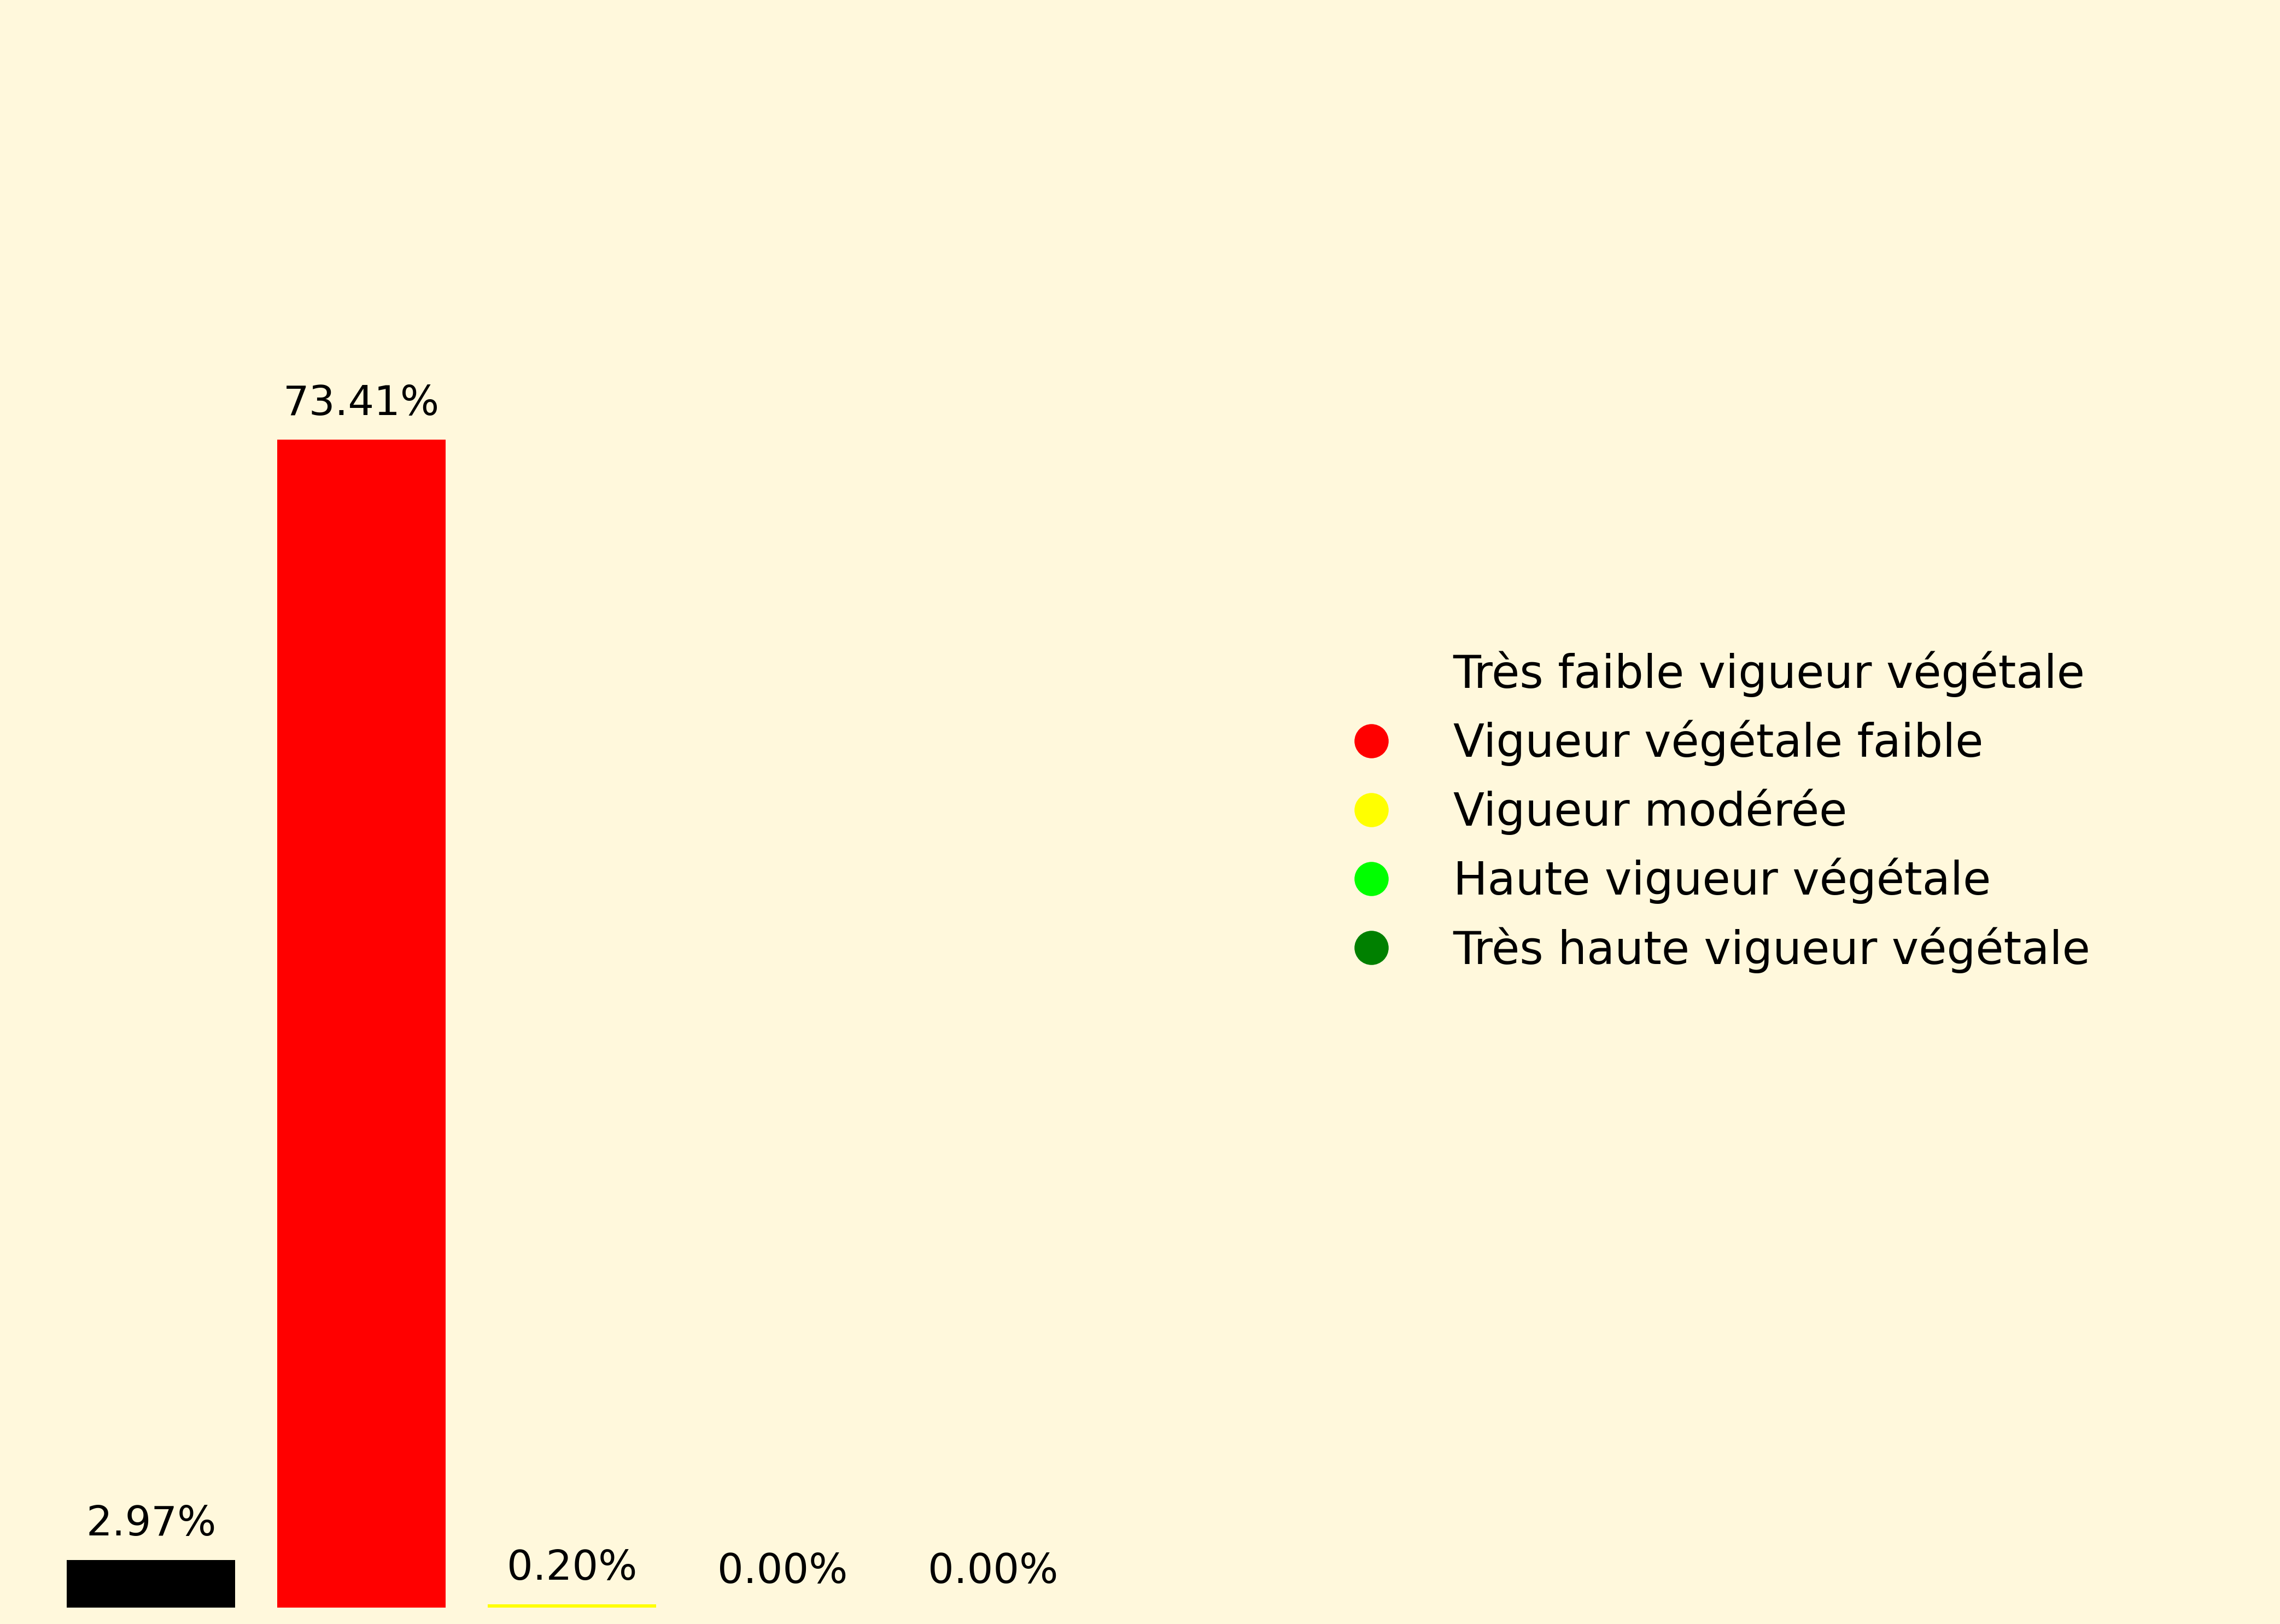 73.41%
2.97%
0.20%
0.00%
0.00%
Très faible vigueur végétale
Vigueur végétale faible
Vigueur modérée
Haute vigueur végétale
Très haute vigueur végétale